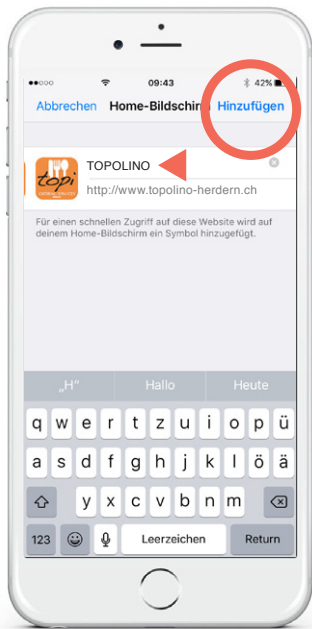 09:43
42%
Abbrechen Home-Bildschirm Hinzufügen
topi
TOPOLINO
http://www.topolino-herdern.ch
Für einen schnellen Zugriff auf diese Website wird auf
deinem Home-Bildschirm ein Symbol hinzugefügt.
„H“ Hallo Heute
q w e r t z u i o p ü
a s d f g h j k l ö ä
y x c v b n m
123 Leerzeichen Return